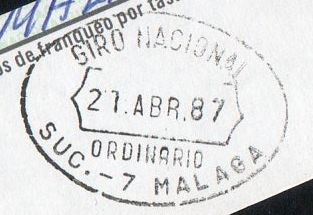 os de franqueo por tas
GIRO NACIONAL
21. ABR. 87
ORDINARIO
SUC.-7 MALAGA